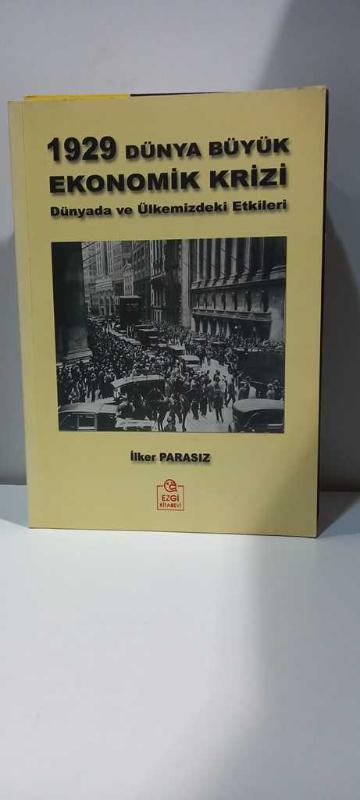 1929 DÜNYA BÜYÜK
EKONOMİK KRİZİ
Dünyada ve Ülkemizdeki Etkileri
İlker PARASIZ
EZGİ
KİTABEVİ